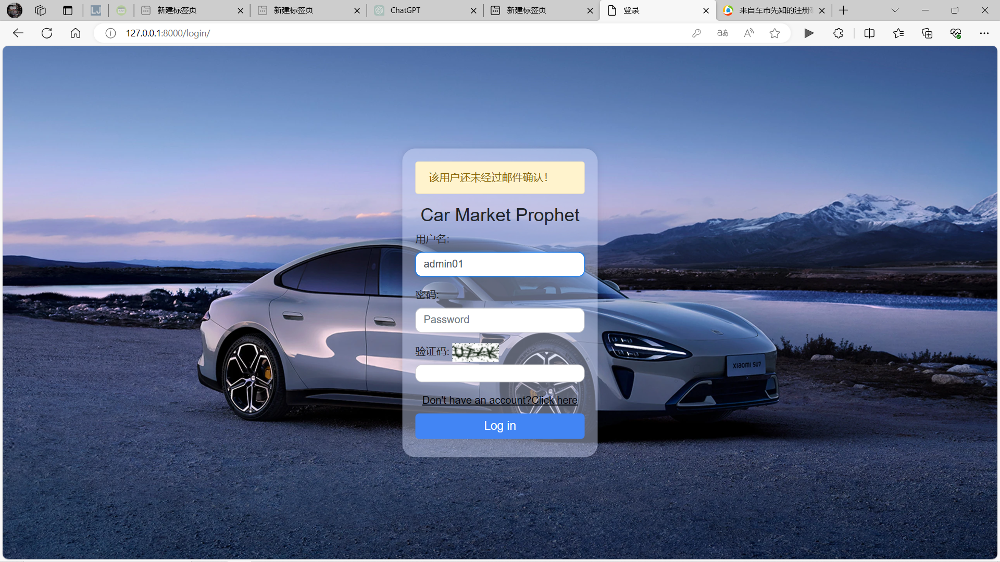 新建标签页
新建标签页
ChatGPT
新建标签页
登录
来自车市先知的注册
127.0.0.1:8000/login/
该用户还未经过邮件确认!
Car Market Prophet
用户名:
admin01
密码:
Password
验证码:
XIAOMI SU7
Don't have an account?Click here
Log in